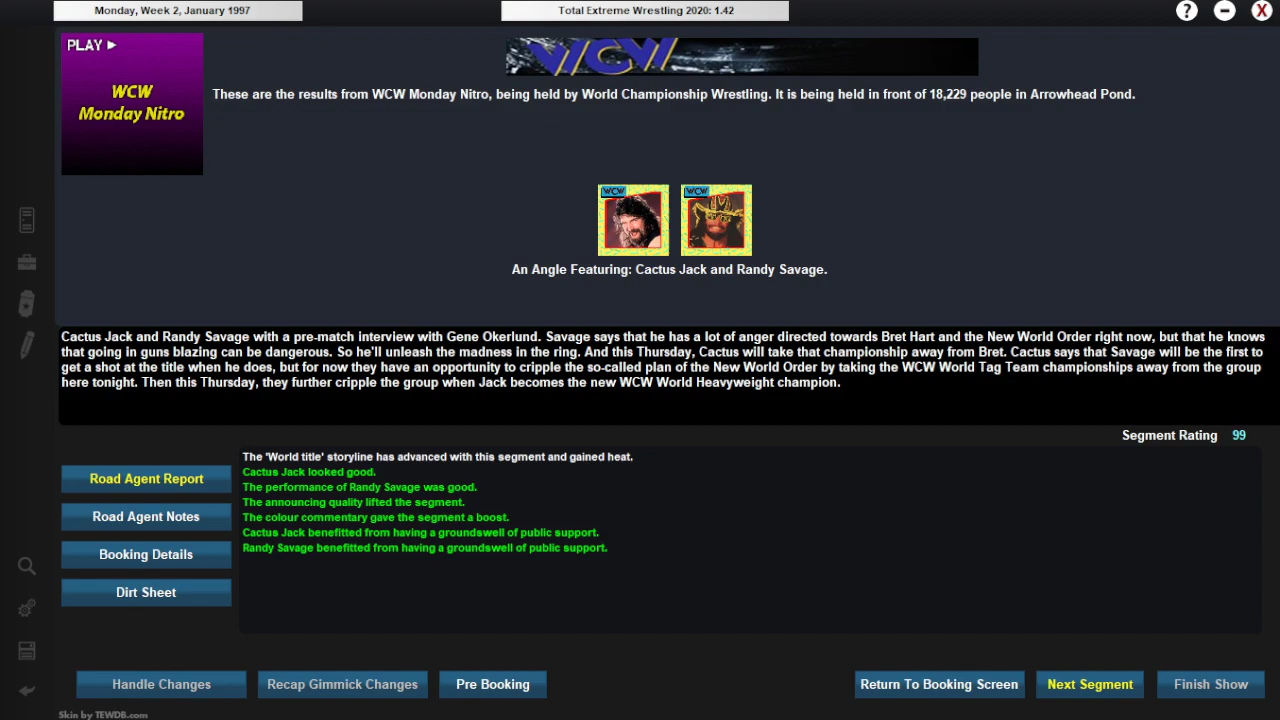 Monday, Week 2, January 1997
Total Extreme Wrestling 2020: 1.42
?
X
PLAY ►
WCW
Monday Nitro
WCW
These are the results from WCW Monday Nitro, being held by World Championship Wrestling. It is being held in front of 18,229 people in Arrowhead Pond.
WCW
WCW
An Angle Featuring: Cactus Jack and Randy Savage.
Cactus Jack and Randy Savage with a pre-match interview with Gene Okerlund. Savage says that he has a lot of anger directed towards Bret Hart and the New World Order right now, but that he knows
that going in guns blazing can be dangerous. So he'll unleash the madness in the ring. And this Thursday, Cactus will take that championship away from Bret. Cactus says that Savage will be the first to
get a shot at the title when he does, but for now they have an opportunity to cripple the so-called plan of the New World Order by taking the WCW World Tag Team championships away from the group
here tonight. Then this Thursday, they further cripple the group when Jack becomes the new WCW World Heavyweight champion.
Segment Rating 99
The 'World title' storyline has advanced with this segment and gained heat.
Cactus Jack looked good.
The performance of Randy Savage was good.
The announcing quality lifted the segment.
The colour commentary gave the segment a boost.
Cactus Jack benefitted from having a groundswell of public support.
Randy Savage benefitted from having a groundswell of public support.
Road Agent Report
Road Agent Notes
Booking Details
Dirt Sheet
Handle Changes
Recap Gimmick Changes
Pre Booking
Return To Booking Screen
Next Segment
Finish Show
Skin by TEWDB.com